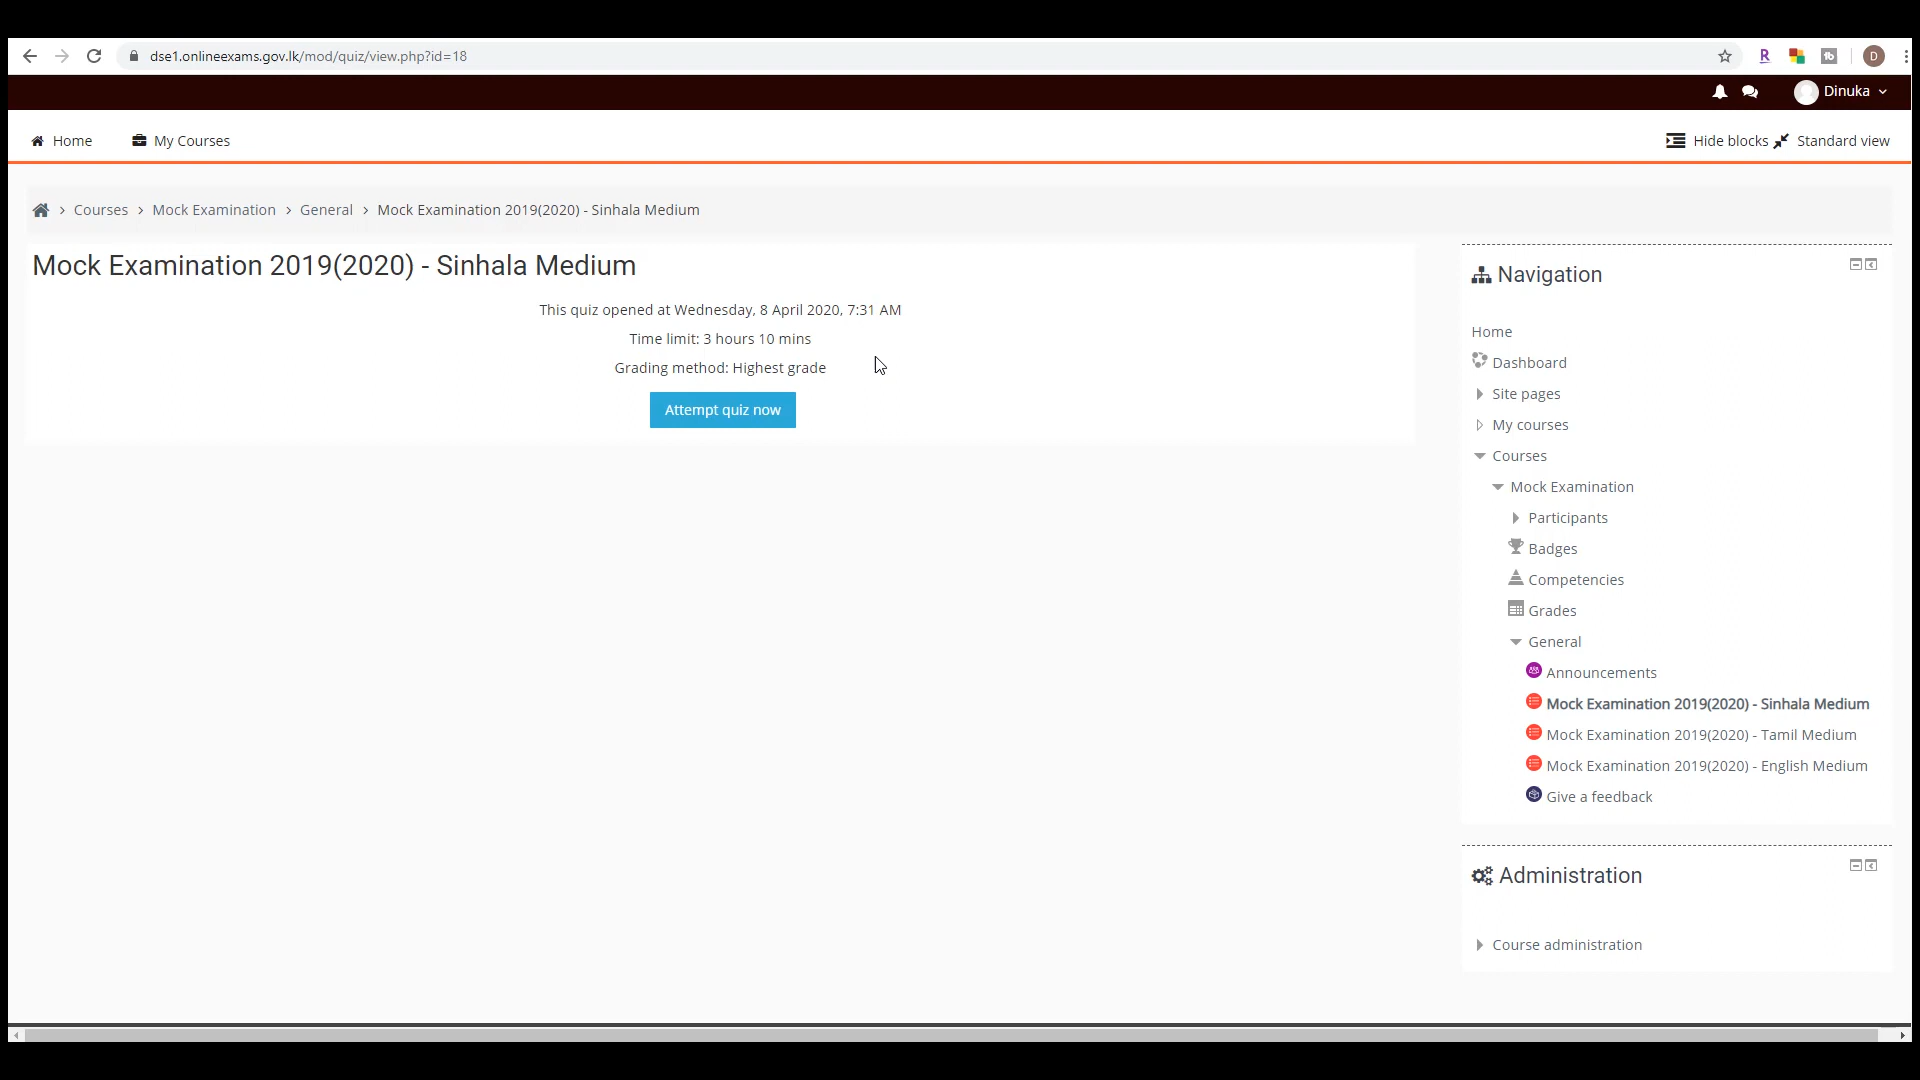 dse1.onlineexams.gov.lk/mod/quiz/view.php?id=18
R
tb
D
Dinuka
Home
My Courses
Hide blocks
Standard view
Courses
Mock Examination
General
Mock Examination 2019(2020) - Sinhala Medium
Mock Examination 2019(2020) - Sinhala Medium
This quiz opened at Wednesday, 8 April 2020, 7:31 AM
Time limit: 3 hours 10 mins
Grading method: Highest grade
Attempt quiz now
Navigation
Home
Dashboard
Site pages
My courses
Courses
Mock Examination
Participants
Badges
Competencies
Grades
General
Announcements
Mock Examination 2019(2020) - Sinhala Medium
Mock Examination 2019(2020) - Tamil Medium
Mock Examination 2019(2020) - English Medium
Give a feedback
Administration
Course administration